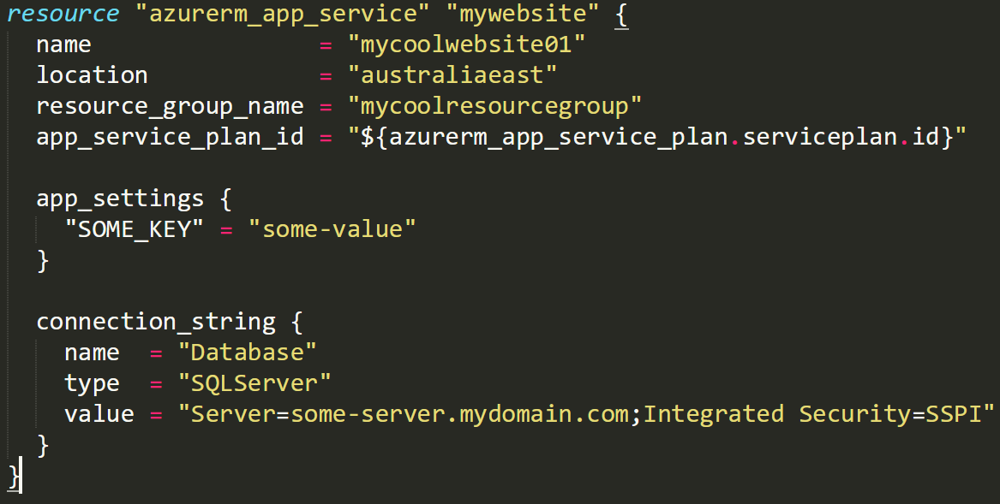 resource "azurerm_app_service" "mywebsite" {
  name                = "mycoolwebsite01"
  location            = "australiaeast"
  resource_group_name = "mycoolresourcegroup"
  app_service_plan_id = "${azurerm_app_service_plan.serviceplan.id}"

  app_settings {
    "SOME_KEY" = "some-value"
  }

  connection_string {
    name  = "Database"
    type  = "SQLServer"
    value = "Server=some-server.mydomain.com;Integrated Security=SSPI"
  }
}